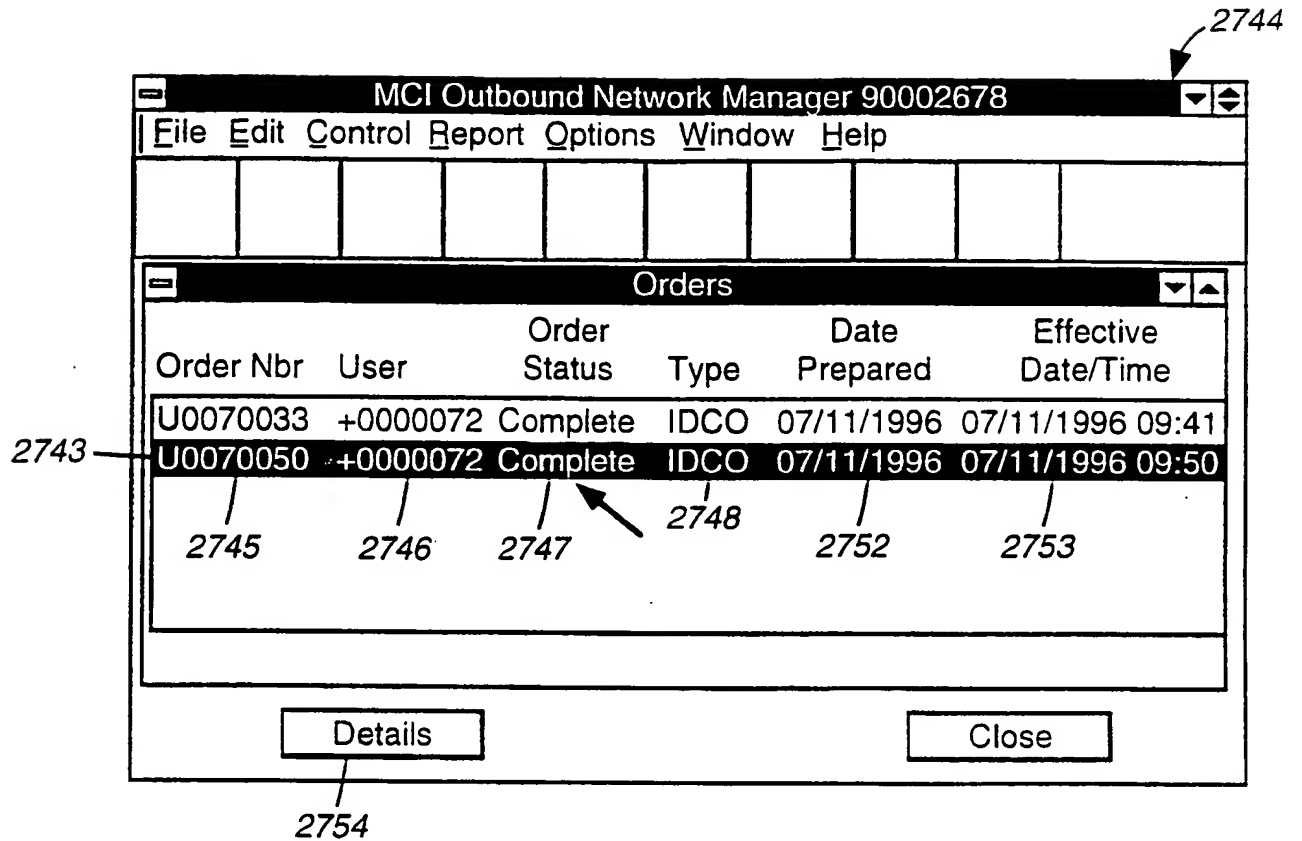 2744
MCI Outbound Network Manager 90002678
File Edit Control Report Options Window Help
Orders
Order Date Effective
Order Nbr User Status Type Prepared Date/Time
U0070033 +0000072 Complete IDCO 07/11/1996 07/11/1996 09:41
2743 U0070050 +0000072 Complete IDCO 07/11/1996 07/11/1996 09:50
2745 2746 2747 2748 2752 2753
Details Close
2754